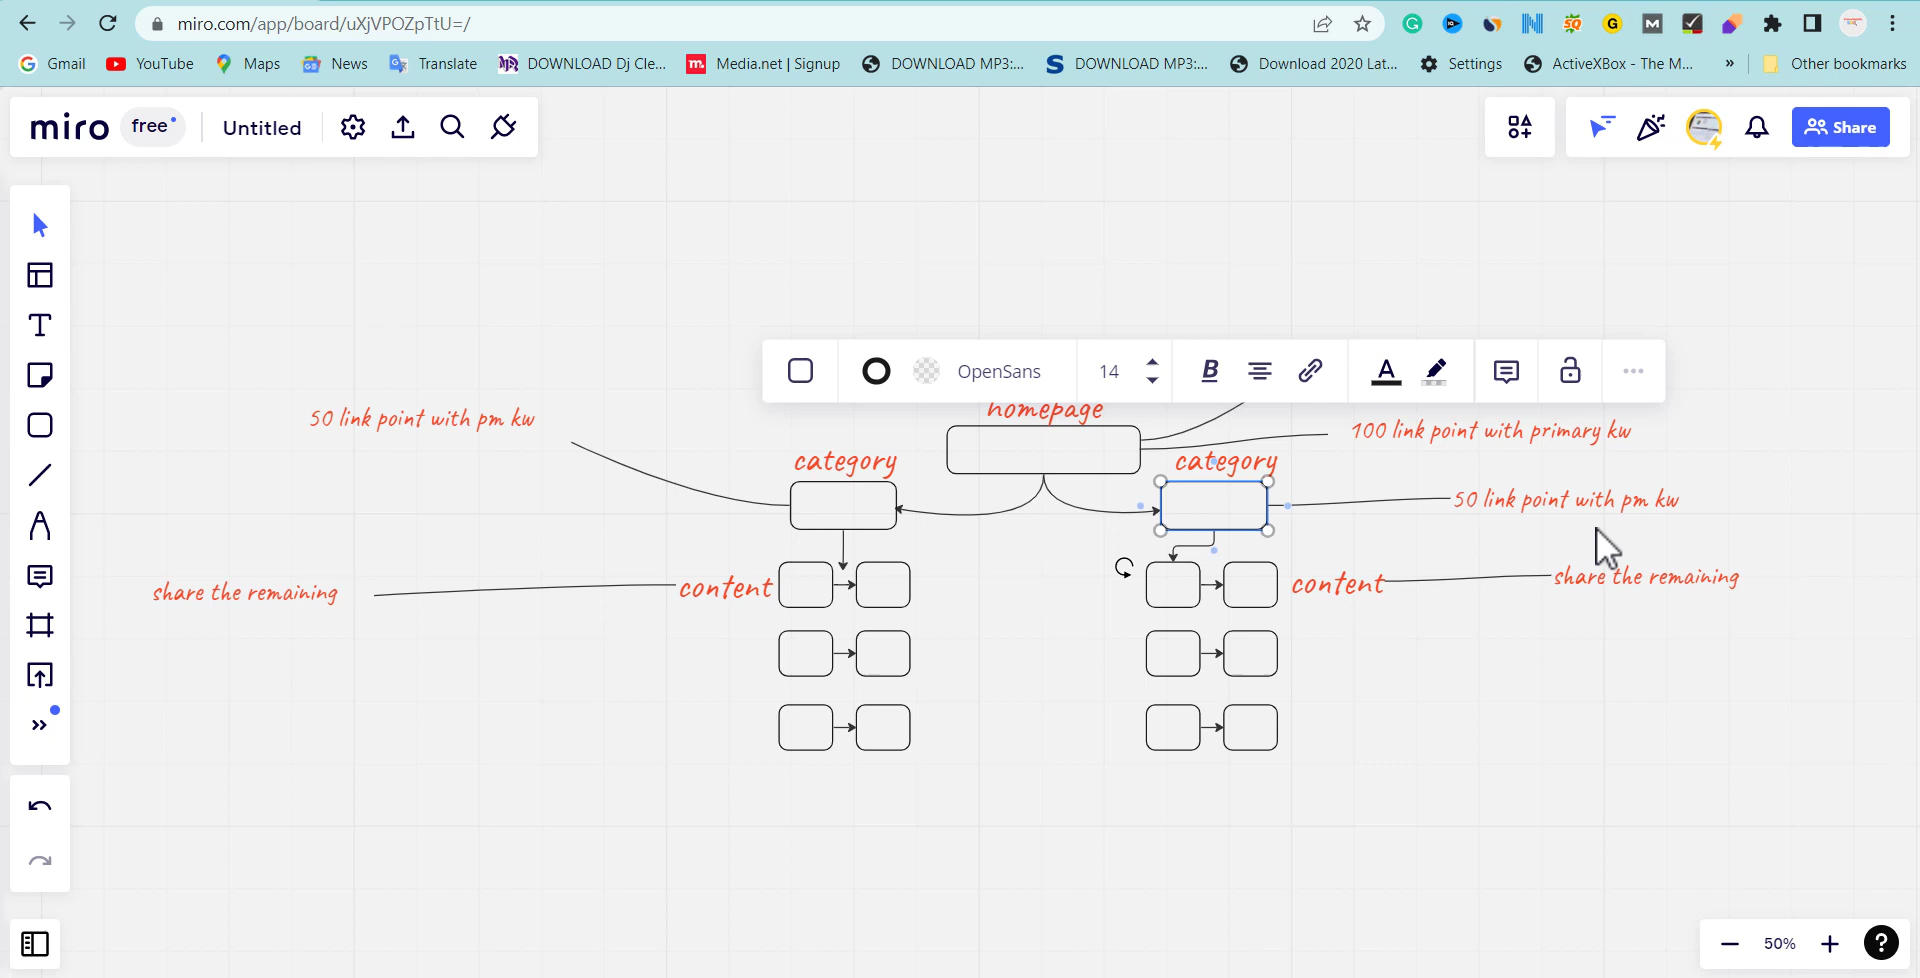 miro.com/app/board/uXjVPOZpTtU=/
Gmail YouTube Maps News Translate DOWNLOAD Dj Cle... Media.net | Signup DOWNLOAD MP3:... DOWNLOAD MP3:... Download 2020 Lat... Settings ActiveXBox - The M... » Other bookmarks
miro free Untitled Share
OpenSans 14 B A
homepage
50 link point with pm kw
100 link point with primary kw
category
category
50 link point with pm kw
share the remaining
content
content
share the remaining
50%